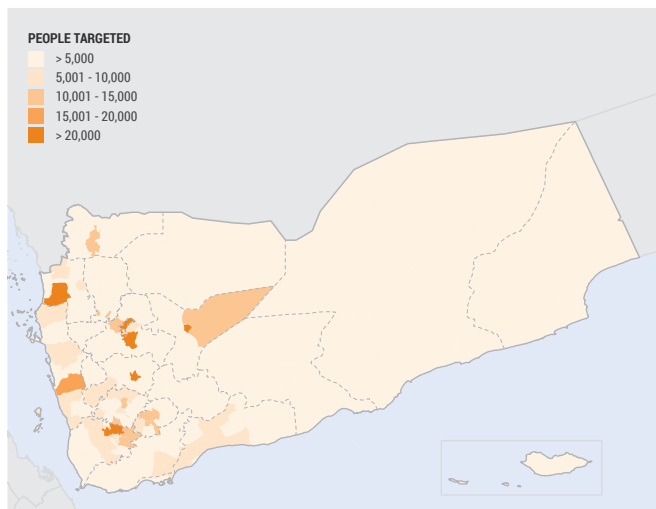 PEOPLE TARGETED
> 5,000
5,001 - 10,000
10,001 - 15,000
15,001 - 20,000
> 20,000